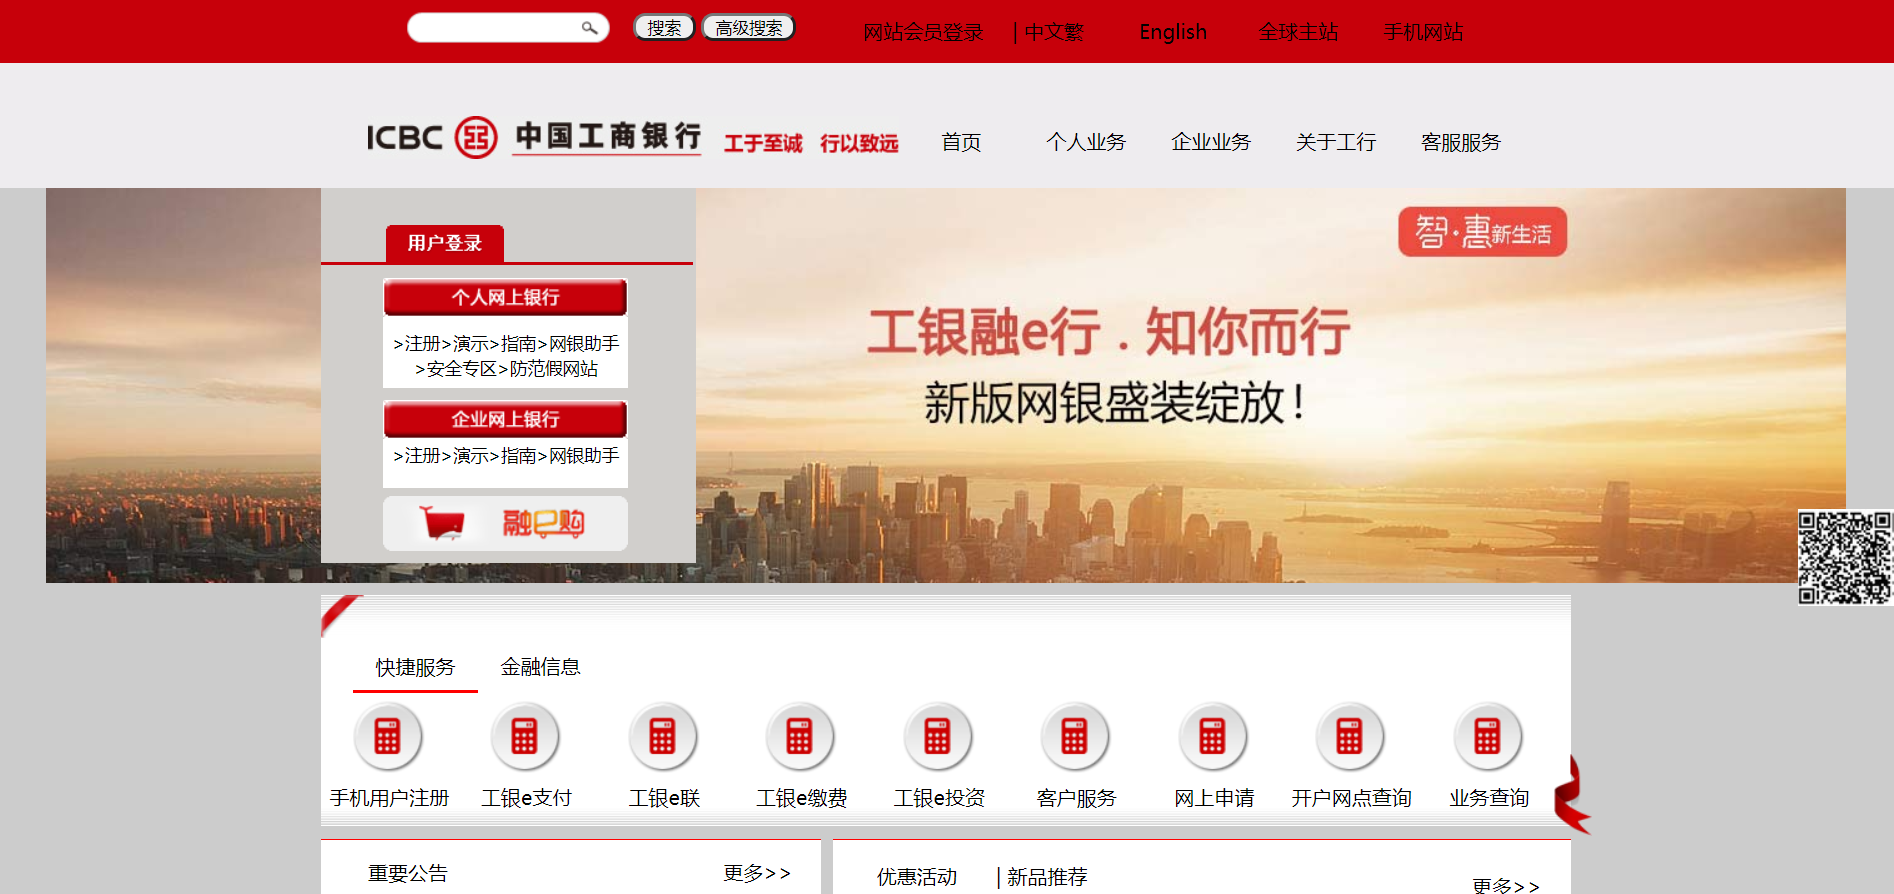 搜索 高级搜索 网站会员登录 | 中文繁 English 全球主站 手机网站
ICBC 中国工商银行 工于至诚 行以致远 首页 个人业务 企业业务 关于工行 客服服务
智·惠新生活
用户登录
个人网上银行
>注册>演示>指南>网银助手
>安全专区>防范假网站
企业网上银行
>注册>演示>指南>网银助手
融e购
工银融e行．知你而行
新版网银盛装绽放！
快捷服务 金融信息
手机用户注册 工银e支付 工银e联 工银e缴费 工银e投资 客户服务 网上申请 开户网点查询 业务查询
重要公告 更多>>
优惠活动 | 新品推荐 更多>>